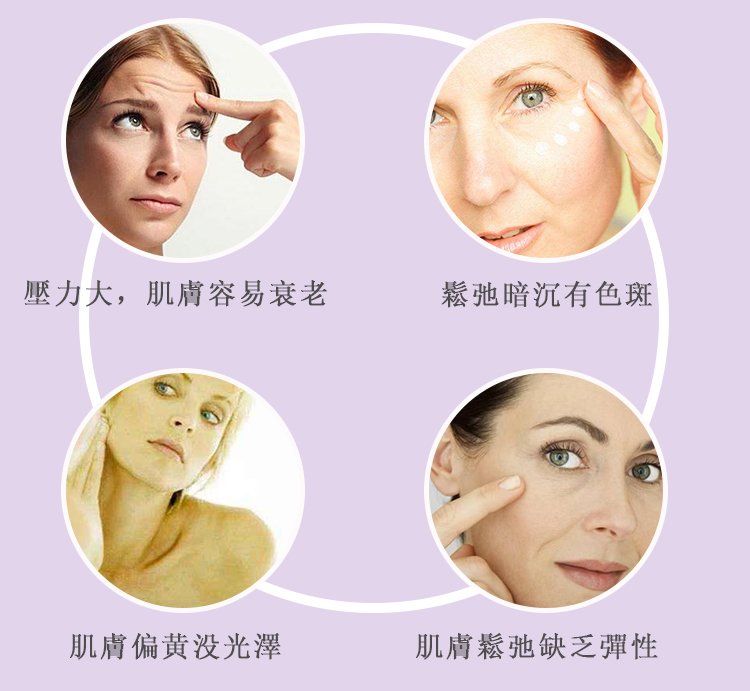 壓力大，肌膚容易衰老
鬆弛暗沉有色斑
肌膚偏黃没光澤
肌膚鬆弛缺乏彈性